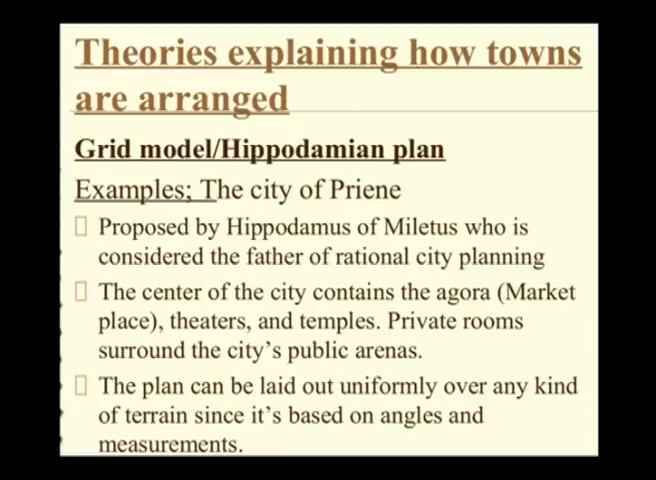 Theories explaining how towns
are arranged
Grid model/Hippodamian plan
Examples; The city of Priene
Proposed by Hippodamus of Miletus who is
considered the father of rational city planning
The center of the city contains the agora (Market
place), theaters, and temples. Private rooms
surround the city's public arenas.
The plan can be laid out uniformly over any kind
of terrain since it's based on angles and
measurements.